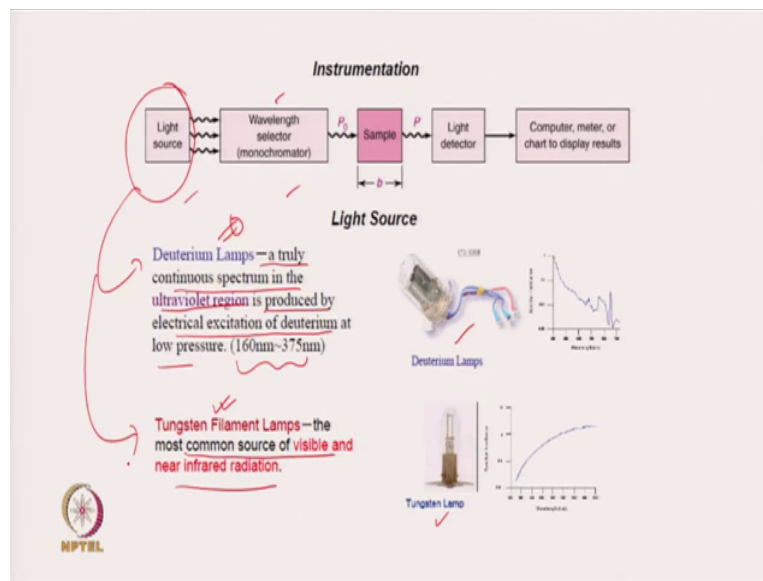 Instrumentation
Light
source
Wavelength
selector
(monochromator)
P₀
Sample
P
Light
detector
Computer, meter, or
chart to display results
b
Light Source
Deuterium Lamps—a truly
continuous spectrum in the
ultraviolet region is produced by
electrical excitation of deuterium at
low pressure. (160nm~375nm)
Deuterium Lamps
Tungsten Filament Lamps—the
most common source of visible and
near infrared radiation.
Tungsten Lamp
NPTEL